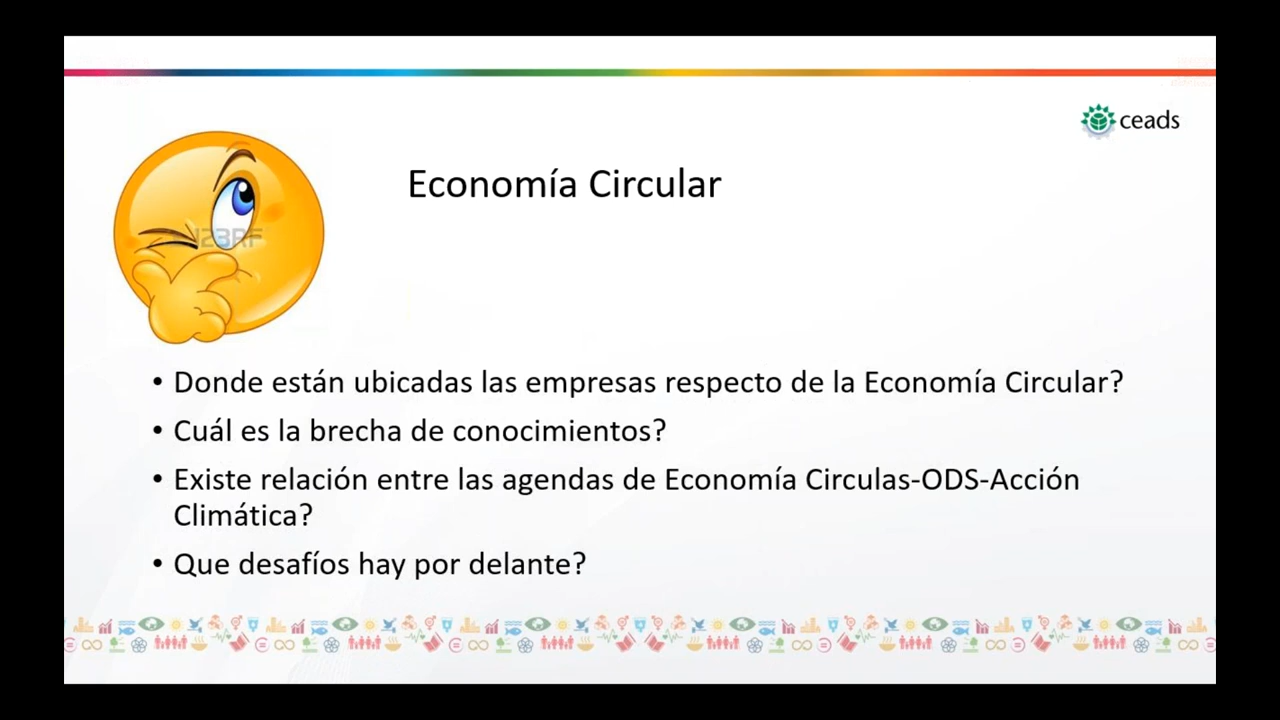 ceads
Economía Circular
123RF
• Donde están ubicadas las empresas respecto de la Economía Circular?
• Cuál es la brecha de conocimientos?
• Existe relación entre las agendas de Economía Circulas-ODS-Acción
Climática?
• Que desafíos hay por delante?